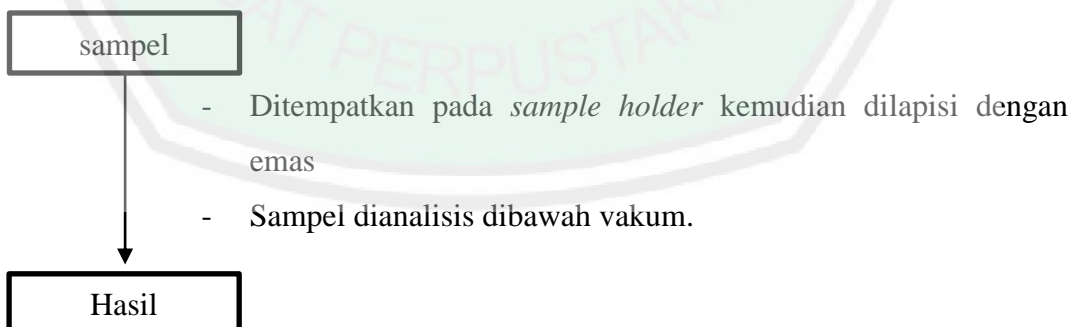 sampel
- Ditempatkan pada sample holder kemudian dilapisi dengan
emas
- Sampel dianalisis dibawah vakum.
Hasil